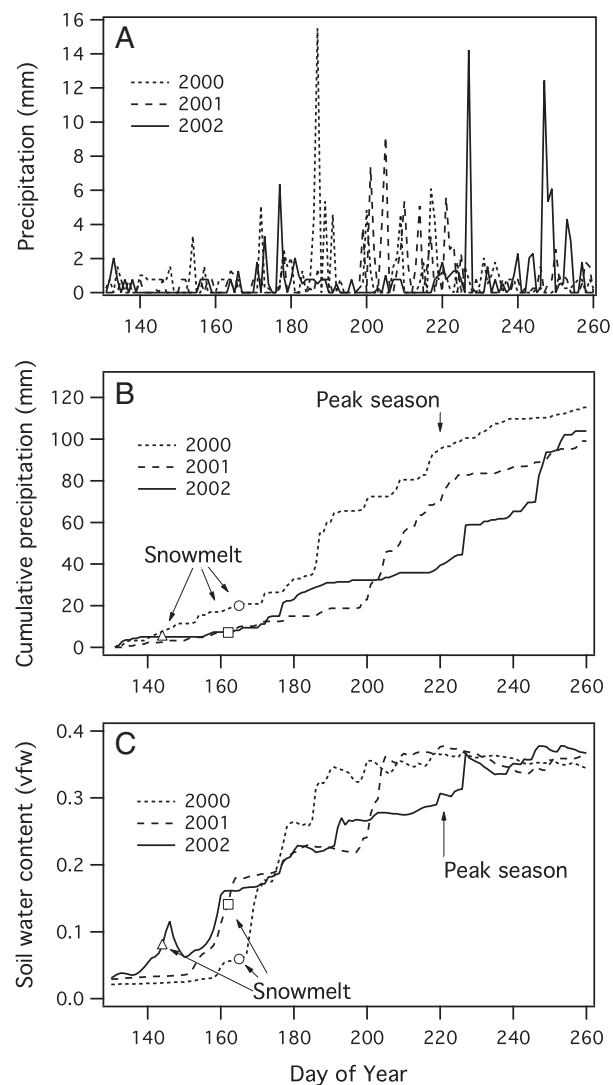 A
Precipitation (mm)
16
14
12
10
8
6
4
2
0
2000
2001
2002
140 160 180 200 220 240 260
B
Cumulative precipitation (mm)
120
100
80
60
40
20
0
Peak season
2000
2001
2002
Snowmelt
140 160 180 200 220 240 260
C
Soil water content (vfw)
0.4
0.3
0.2
0.1
0.0
2000
2001
2002
Peak season
Snowmelt
140 160 180 200 220 240 260
Day of Year